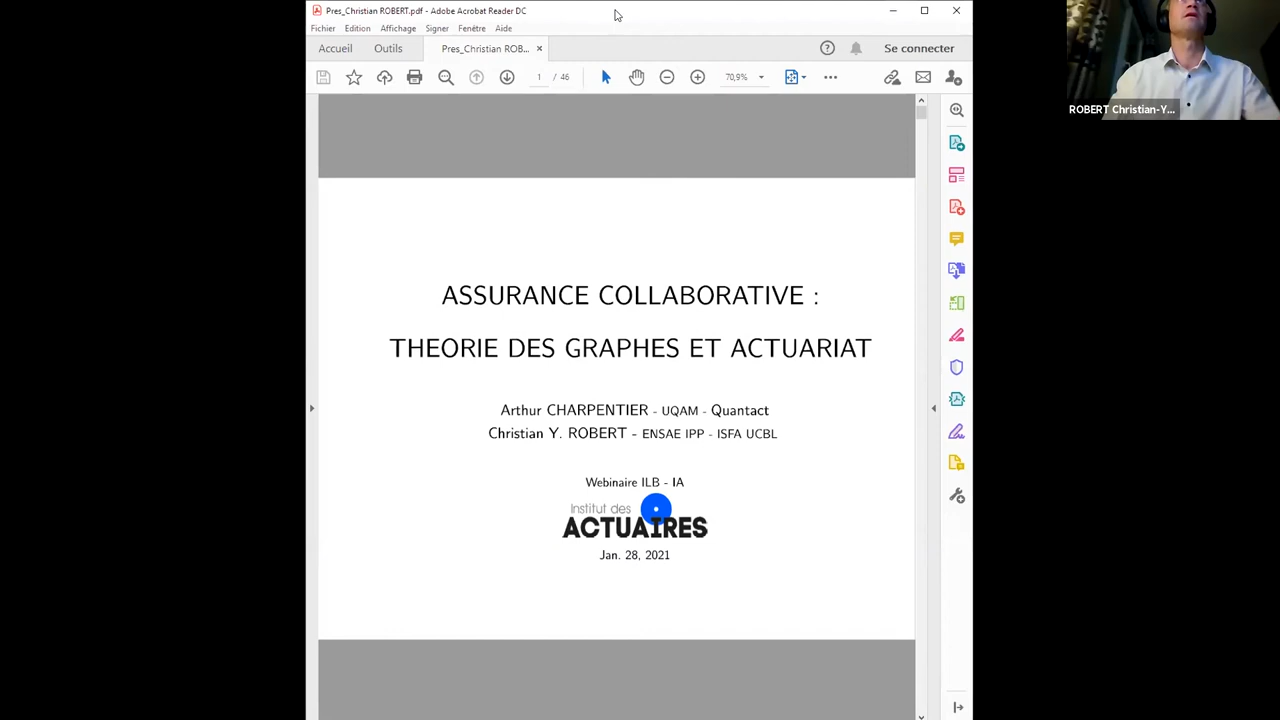 Pres_Christian ROBERT.pdf - Adobe Acrobat Reader DC
Fichier Edition Affichage Signer Fenêtre Aide
Accueil Outils Pres_Christian ROB... × Se connecter
1 / 46 70,9%
ROBERT Christian-Y...
ASSURANCE COLLABORATIVE :
THEORIE DES GRAPHES ET ACTUARIAT
Arthur CHARPENTIER - UQAM - Quantact
Christian Y. ROBERT - ENSAE IPP - ISFA UCBL
Webinaire ILB - IA
Institut des
ACTUAIRES
Jan. 28, 2021